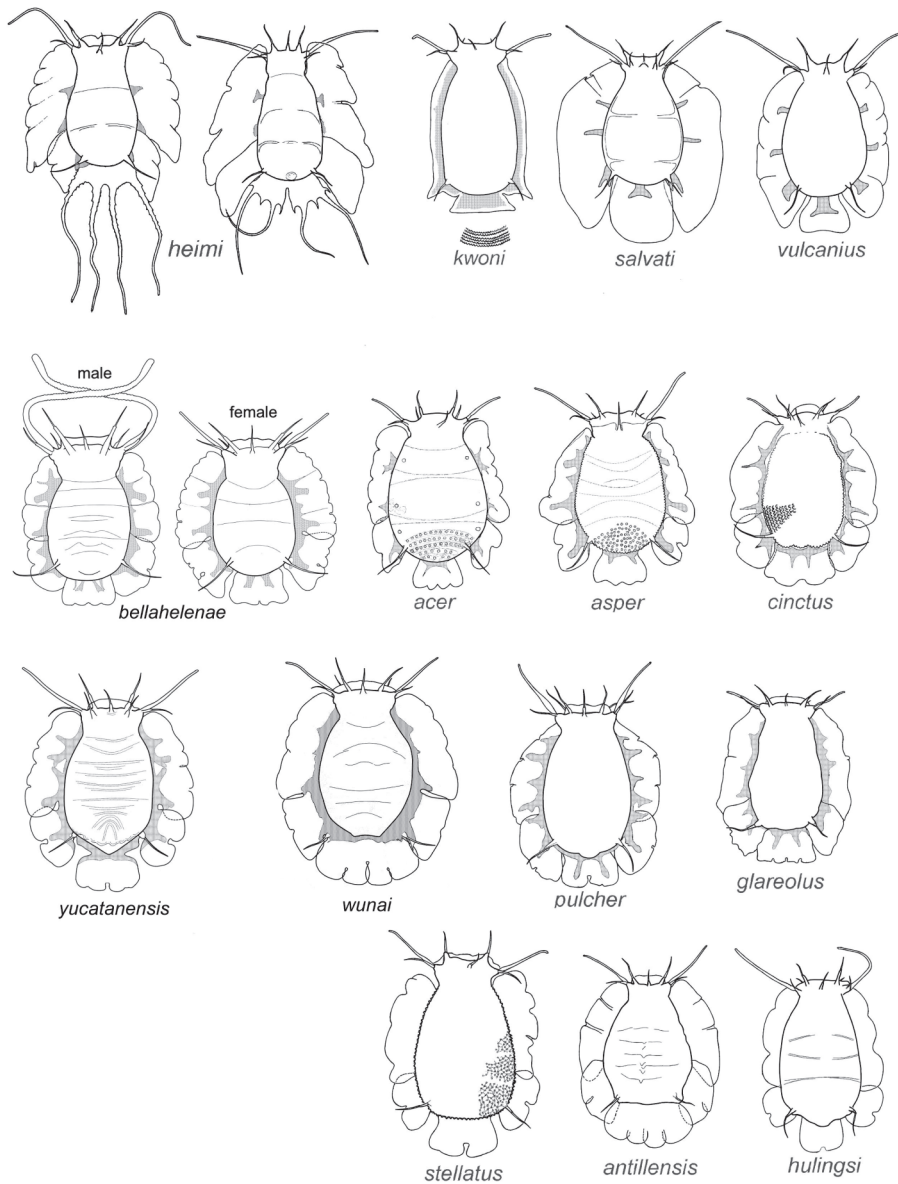 heimi
kwoni
salvati
vulcanius
male
female
bellahelenae
acer
asper
cinctus
yucatanensis
wunai
pulcher
glareolus
stellatus
antillensis
hulingsi